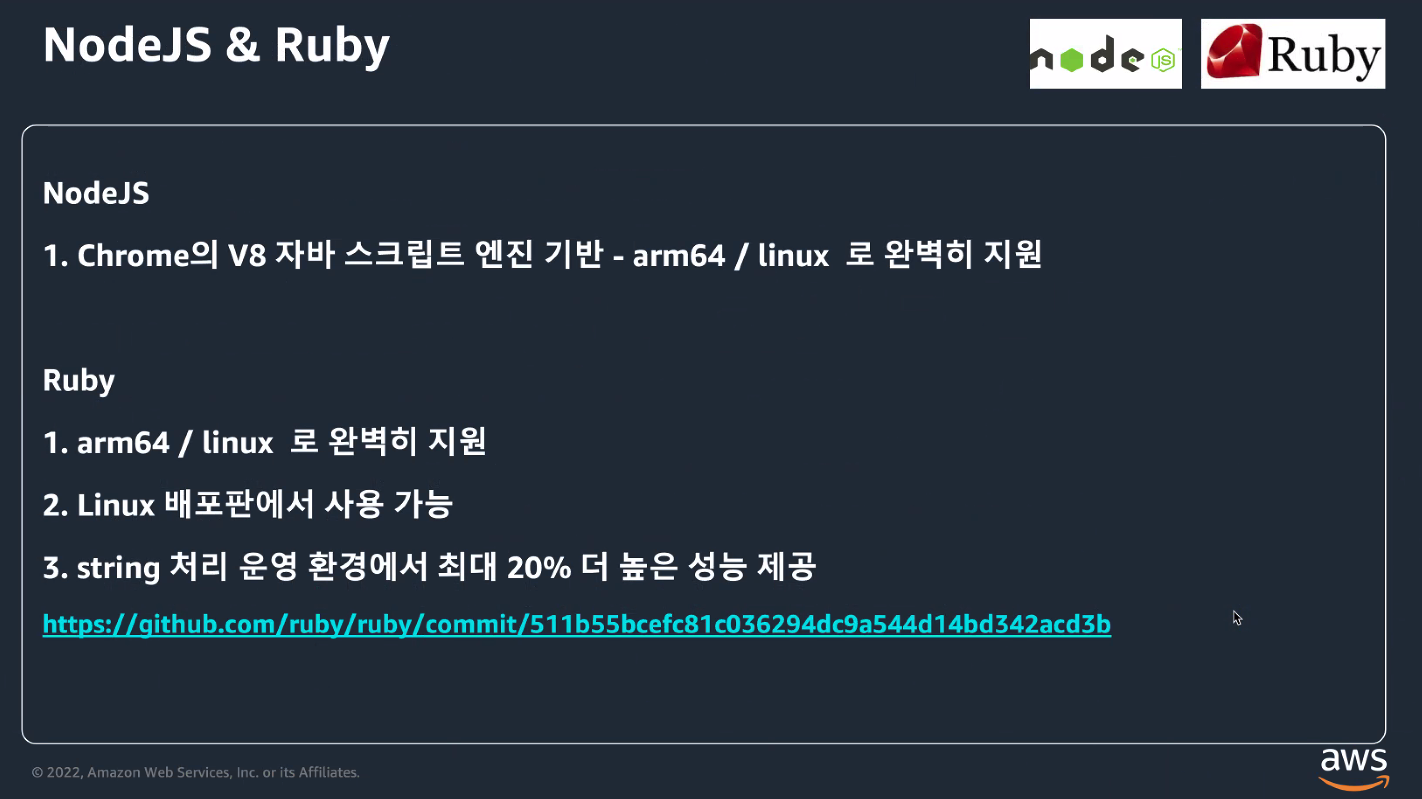 NodeJS & Ruby
node JS
Ruby
NodeJS
1. Chrome의 V8 자바 스크립트 엔진 기반 - arm64 / linux 로 완벽히 지원
Ruby
1. arm64 / linux 로 완벽히 지원
2. Linux 배포판에서 사용 가능
3. string 처리 운영 환경에서 최대 20% 더 높은 성능 제공
https://github.com/ruby/ruby/commit/511b55bcefc81c036294dc9a544d14bd342acd3b
© 2022, Amazon Web Services, Inc. or its Affiliates.
aws